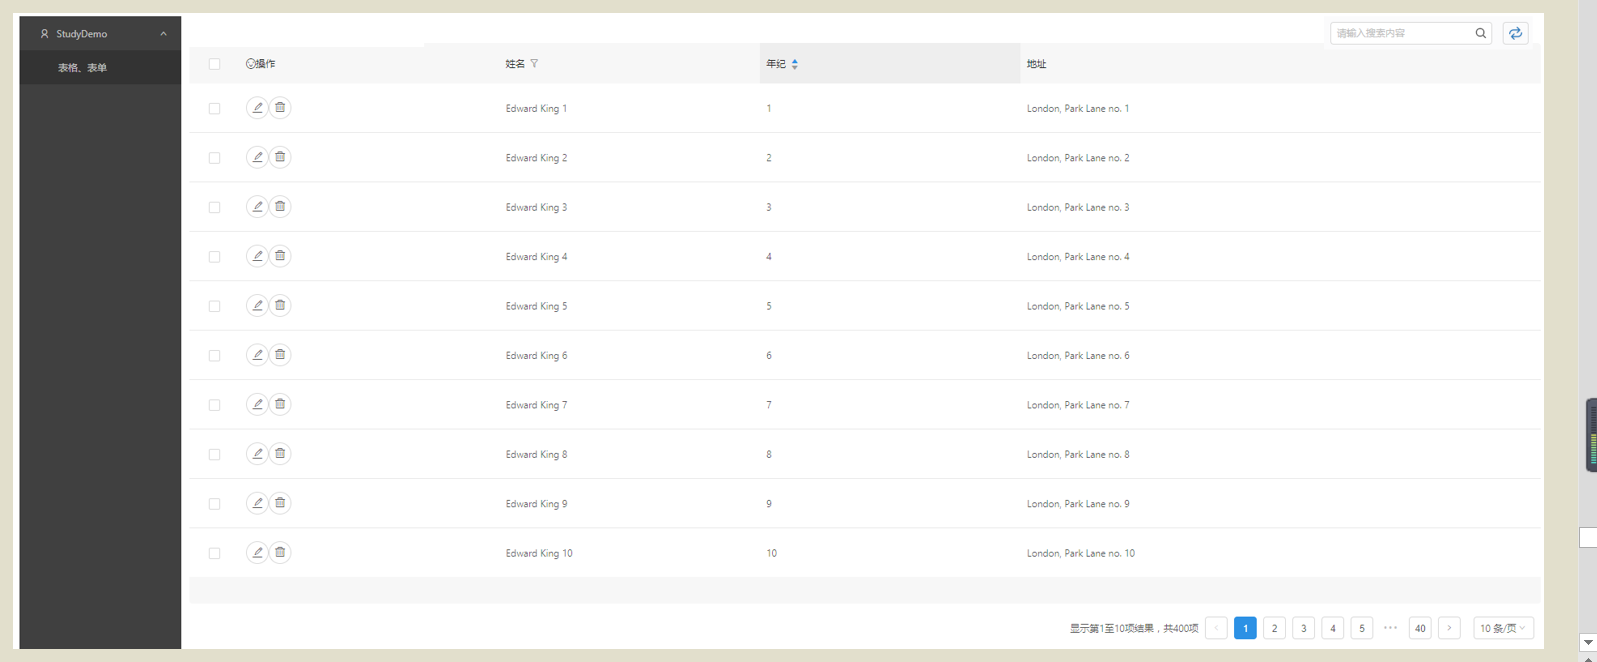 StudyDemo
表格、表单
请输入搜索内容
操作 姓名 年纪 地址
Edward King 1 1 London, Park Lane no. 1
Edward King 2 2 London, Park Lane no. 2
Edward King 3 3 London, Park Lane no. 3
Edward King 4 4 London, Park Lane no. 4
Edward King 5 5 London, Park Lane no. 5
Edward King 6 6 London, Park Lane no. 6
Edward King 7 7 London, Park Lane no. 7
Edward King 8 8 London, Park Lane no. 8
Edward King 9 9 London, Park Lane no. 9
Edward King 10 10 London, Park Lane no. 10
显示第1至10项结果，共400项 < 1 2 3 4 5 ··· 40 > 10 条/页